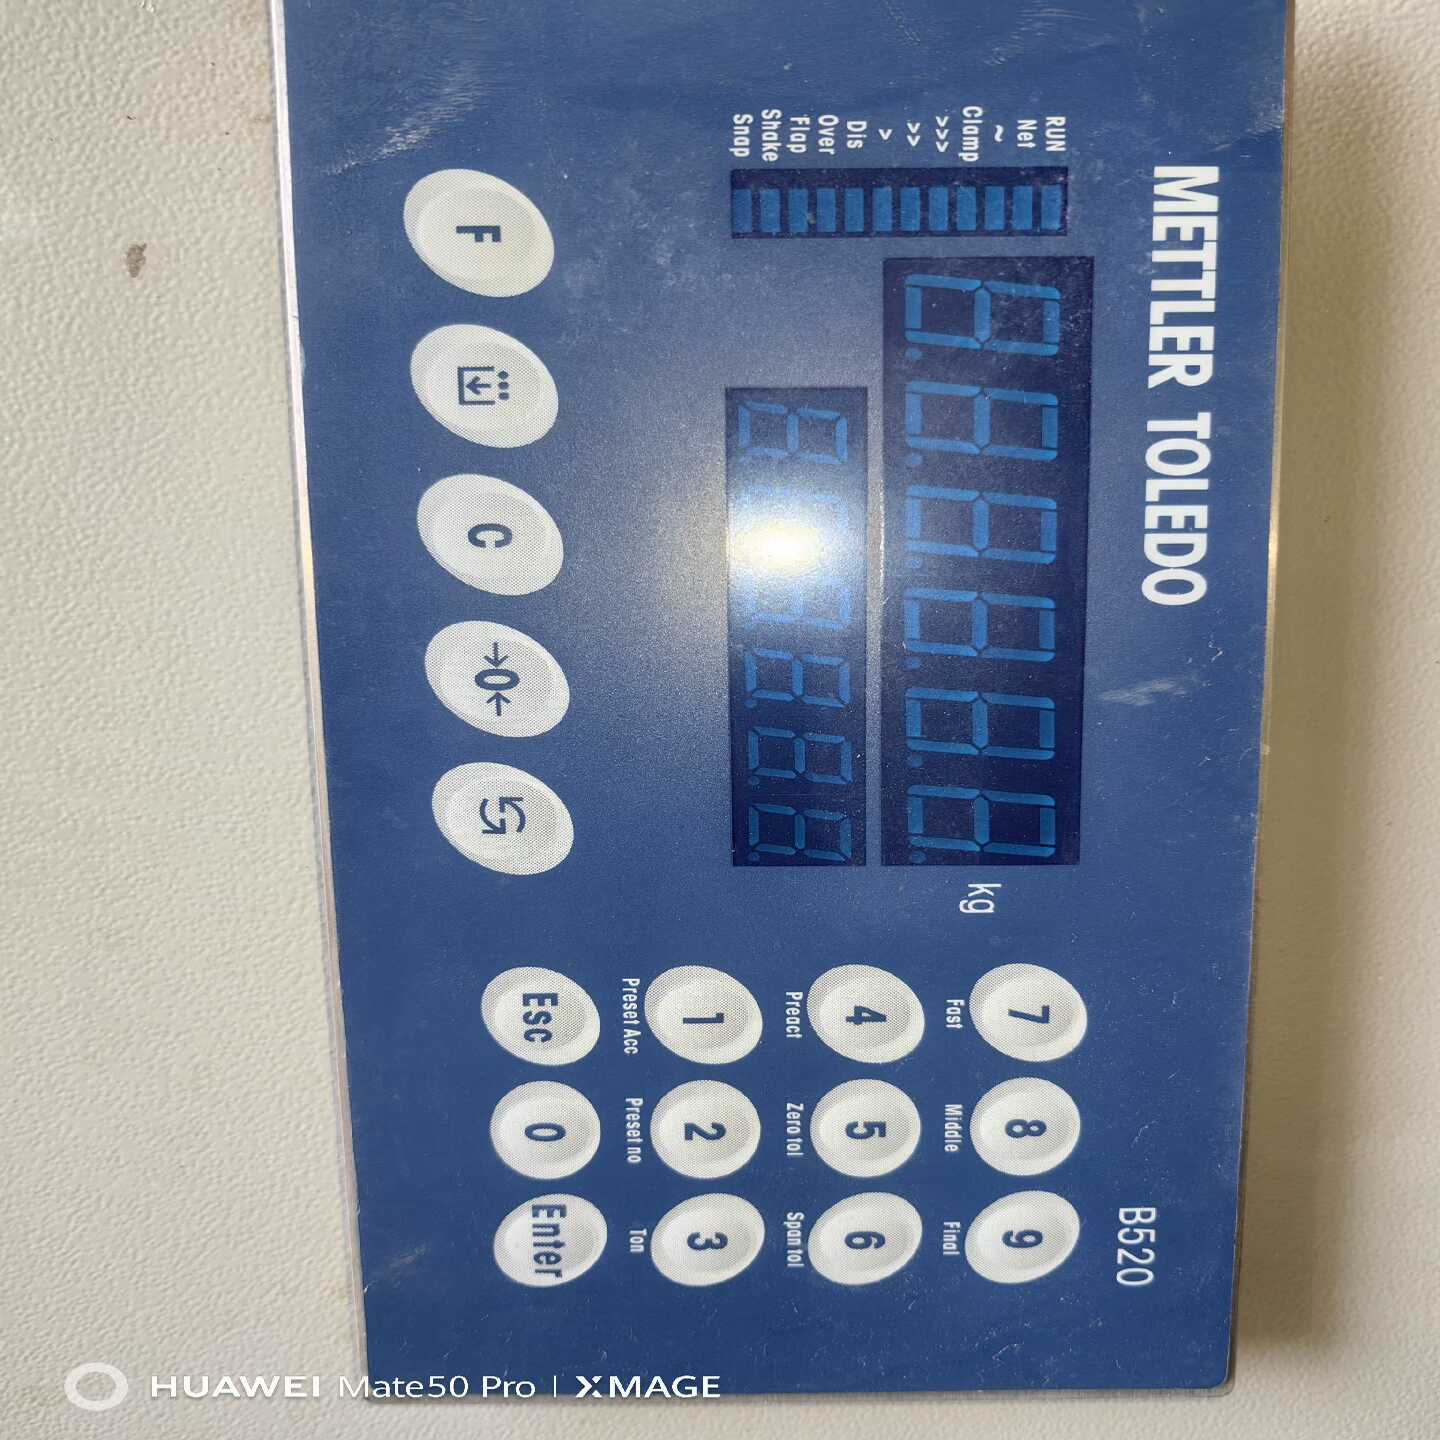 METTLER TOLEDO
B520
RUN
Net
~
Clamp
>>>
>>
>
Dis
Over
Flap
Shake
Snap
kg
7 8 9
Fast Middle Final
4 5 6
Preact Zero tol Span tol
1 2 3
Preset Acc Preset no Ton
Esc 0 Enter
F C →0←
HUAWEI Mate50 Pro | XMAGE